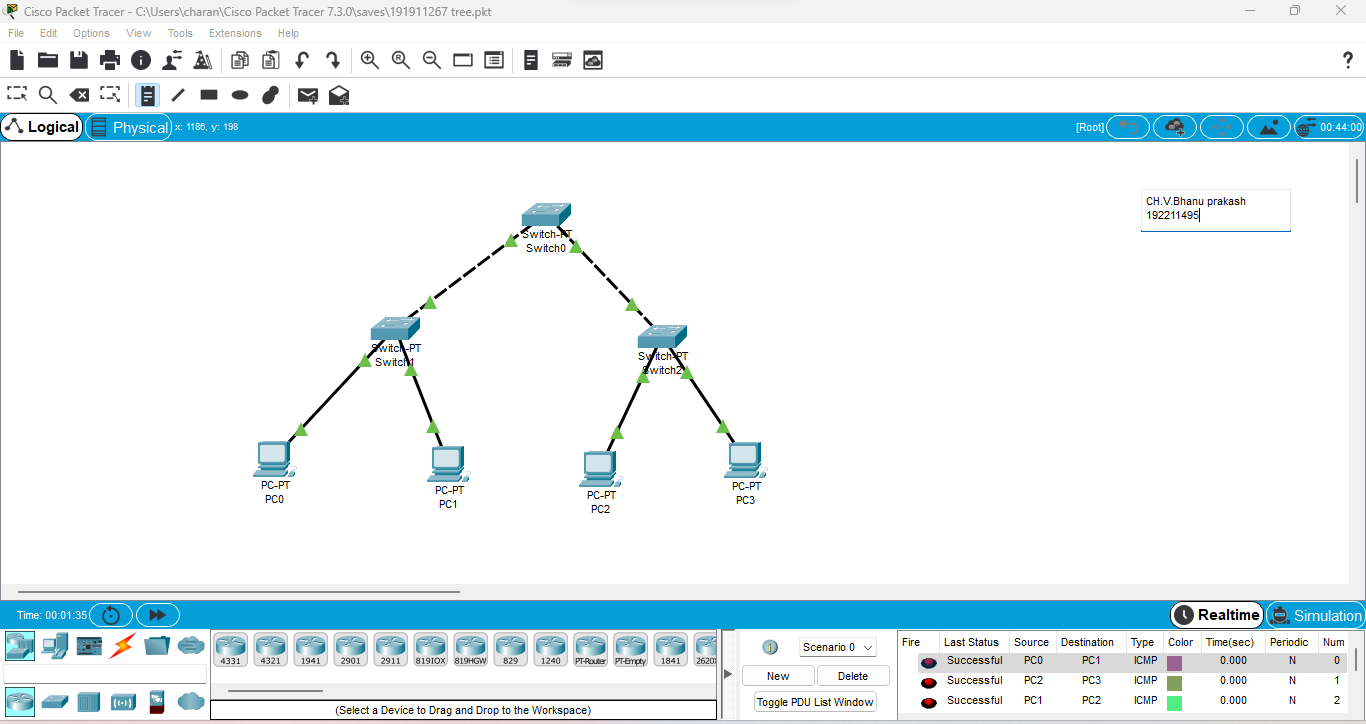 Cisco Packet Tracer - C:\Users\charan\Cisco Packet Tracer 7.3.0\saves\191911267 tree.pkt
File Edit Options View Tools Extensions Help
Logical Physical x: 1186, y: 198 [Root] 00:44:00
CH.V.Bhanu prakash
192211495
Switch-PT
Switch0
Switch-PT
Switch1
Switch-PT
Switch2
PC-PT
PC0
PC-PT
PC1
PC-PT
PC2
PC-PT
PC3
Time: 00:01:35 Realtime Simulation
4331 4321 1941 2901 2911 819IOX 819HGW 829 1240 PT-Router PT-Empty 1841 2620X
(Select a Device to Drag and Drop to the Workspace)
Scenario 0
New Delete
Toggle PDU List Window
Fire Last Status Source Destination Type Color Time(sec) Periodic Num
Successful PC0 PC1 ICMP 0.000 N 0
Successful PC2 PC3 ICMP 0.000 N 1
Successful PC1 PC2 ICMP 0.000 N 2